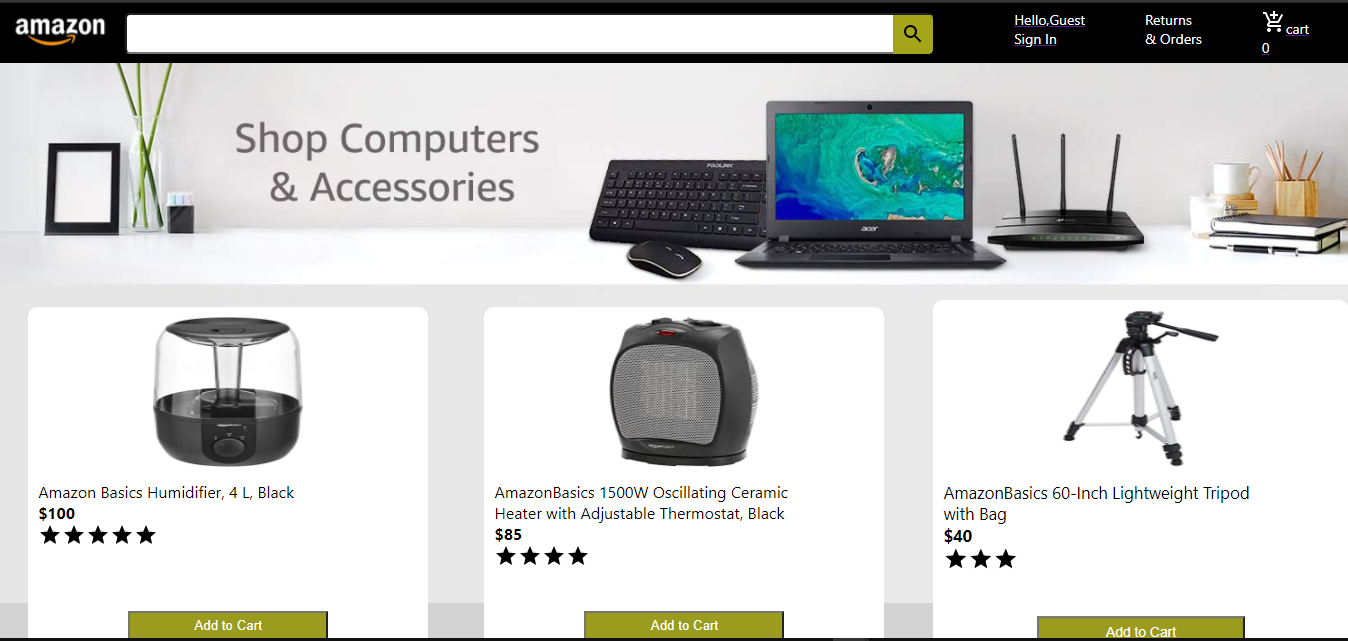 amazon
Hello,Guest
Sign In
Returns
& Orders
cart
0
Shop Computers
& Accessories
PROLINK
acer
Amazon Basics Humidifier, 4 L, Black
$100
AmazonBasics 1500W Oscillating Ceramic
Heater with Adjustable Thermostat, Black
$85
AmazonBasics 60-Inch Lightweight Tripod
with Bag
$40
Add to Cart
Add to Cart
Add to Cart